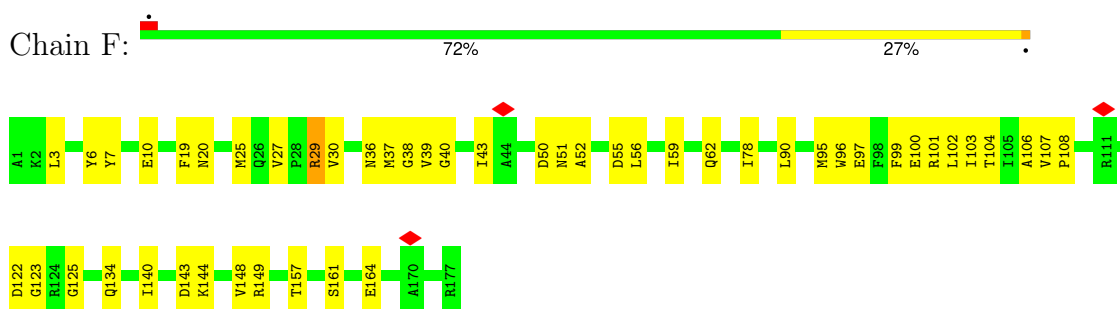 Chain F:
72%
27%
A1 K2 L3 Y6 Y7 E10 F19 N20 M25 Q26 V27 P28 R29 V30 N36 M37 G38 V39 G40 I43 A44 D50 N51 A52 D55 L56 I59 Q62 I78 L90 M95 W96 E97 F98 F99 E100 R101 L102 I103 T104 I105 A106 V107 P108 R111
D122 G123 R124 G125 Q134 I140 D143 K144 V148 R149 T157 S161 E164 A170 R177